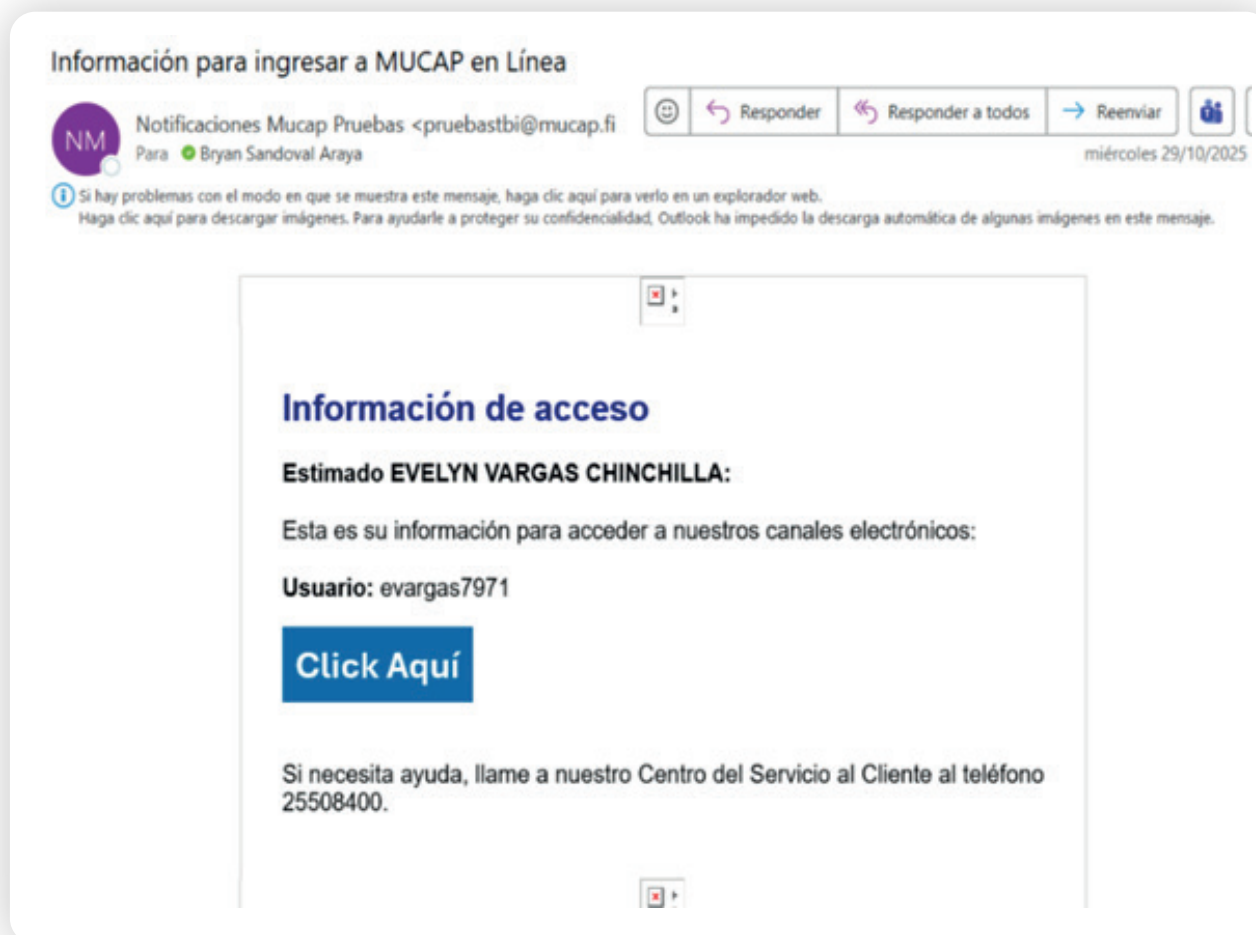 Información para ingresar a MUCAP en Línea
Responder
Responder a todos
Reenviar
NM
Notificaciones Mucap Pruebas <pruebastbi@mucap.fi
Para Bryan Sandoval Araya
miércoles 29/10/2025
Si hay problemas con el modo en que se muestra este mensaje, haga clic aquí para verlo en un explorador web.
Haga clic aquí para descargar imágenes. Para ayudarle a proteger su confidencialidad, Outlook ha impedido la descarga automática de algunas imágenes en este mensaje.
Información de acceso
Estimado EVELYN VARGAS CHINCHILLA:
Esta es su información para acceder a nuestros canales electrónicos:
Usuario: evargas7971
Click Aquí
Si necesita ayuda, llame a nuestro Centro del Servicio al Cliente al teléfono
25508400.